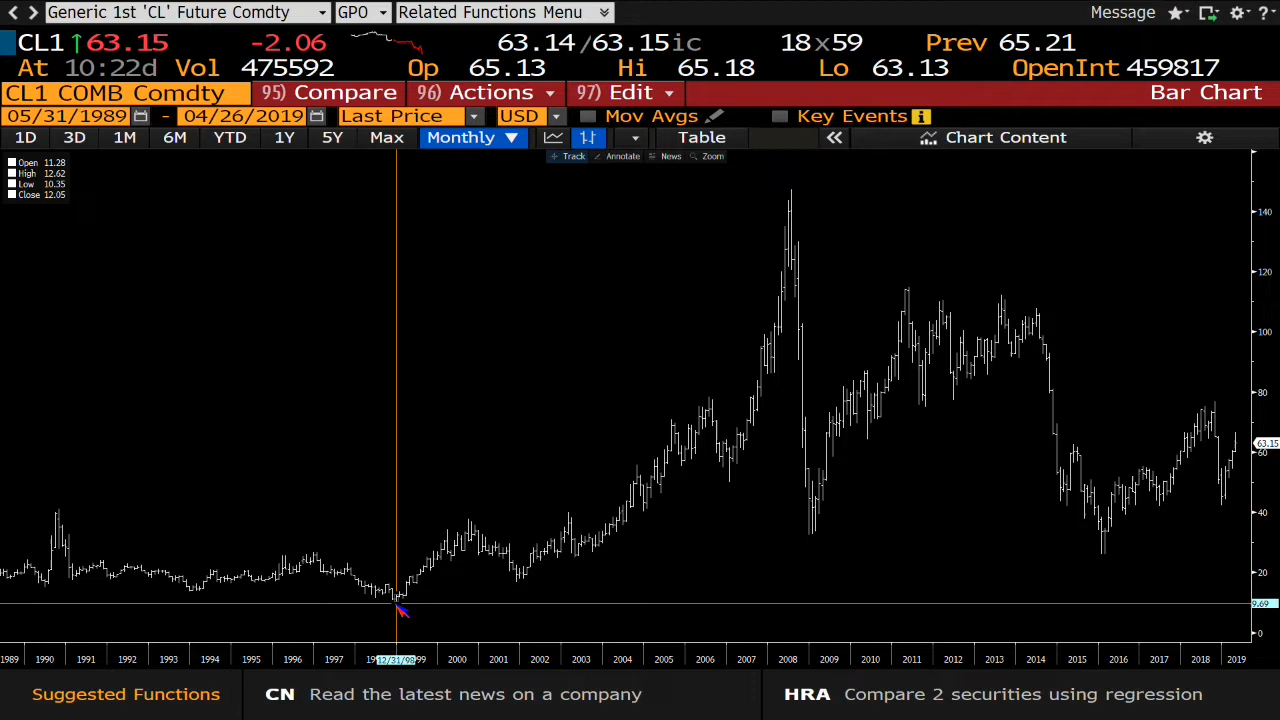 Generic 1st 'CL' Future Comdty GPO Related Functions Menu Message ?
CL1 ↑63.15 -2.06 63.14/63.15ic 18x59 Prev 65.21
At 10:22d Vol 475592 Op 65.13 Hi 65.18 Lo 63.13 OpenInt 459817
CL1 COMB Comdty 95) Compare 96) Actions 97) Edit Bar Chart
05/31/1989 - 04/26/2019 Last Price USD Mov Avgs Key Events i
1D 3D 1M 6M YTD 1Y 5Y Max Monthly ▼ Table « Chart Content
Track Annotate News Zoom
Open 11.28
High 12.62
Low 10.35
Close 12.05
140
120
100
80
63.15
60
40
20
9.69
0
1989 1990 1991 1992 1993 1994 1995 1996 1997 19 12/31/98 99 2000 2001 2002 2003 2004 2005 2006 2007 2008 2009 2010 2011 2012 2013 2014 2015 2016 2017 2018 2019
Suggested Functions CN Read the latest news on a company HRA Compare 2 securities using regression